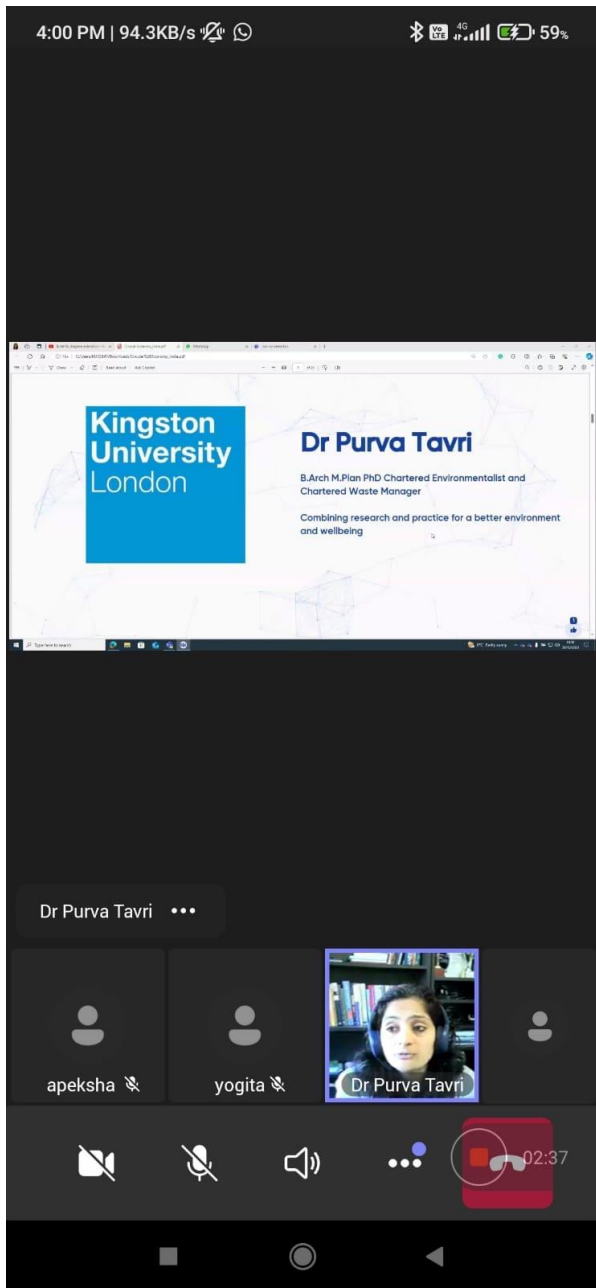 4:00 PM | 94.3KB/s
4G
59%
Kingston
University
London
Dr Purva Tavri
B.Arch M.Plan PhD Chartered Environmentalist and
Chartered Waste Manager
Combining research and practice for a better environment
and wellbeing
Type here to search
Dr Purva Tavri
apeksha
yogita
Dr Purva Tavri
02:37